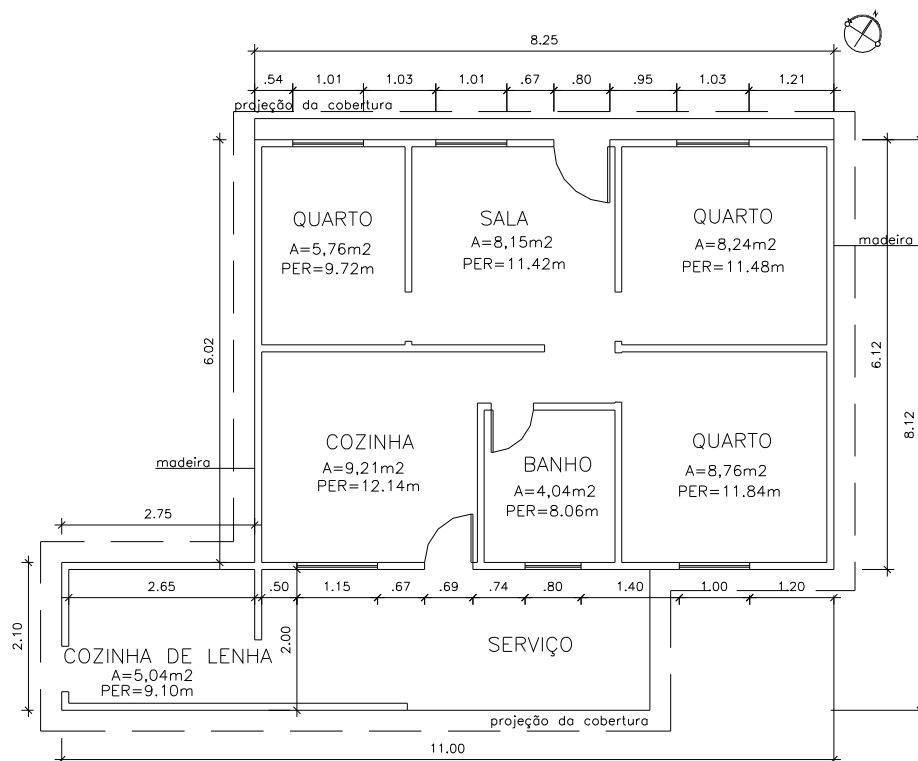 N
8.25
.54 1.01 1.03 1.01 .67 .80 .95 1.03 1.21
projeção da cobertura
QUARTO
A=5,76m2
PER=9.72m
SALA
A=8,15m2
PER=11.42m
QUARTO
A=8,24m2
PER=11.48m
madeira
6.02
6.12
8.12
COZINHA
A=9,21m2
PER=12.14m
BANHO
A=4,04m2
PER=8.06m
QUARTO
A=8,76m2
PER=11.84m
madeira
2.75
2.65 .50 1.15 .67 .69 .74 .80 1.40 1.00 1.20
2.10
2.00
COZINHA DE LENHA
A=5,04m2
PER=9.10m
SERVIÇO
projeção da cobertura
11.00